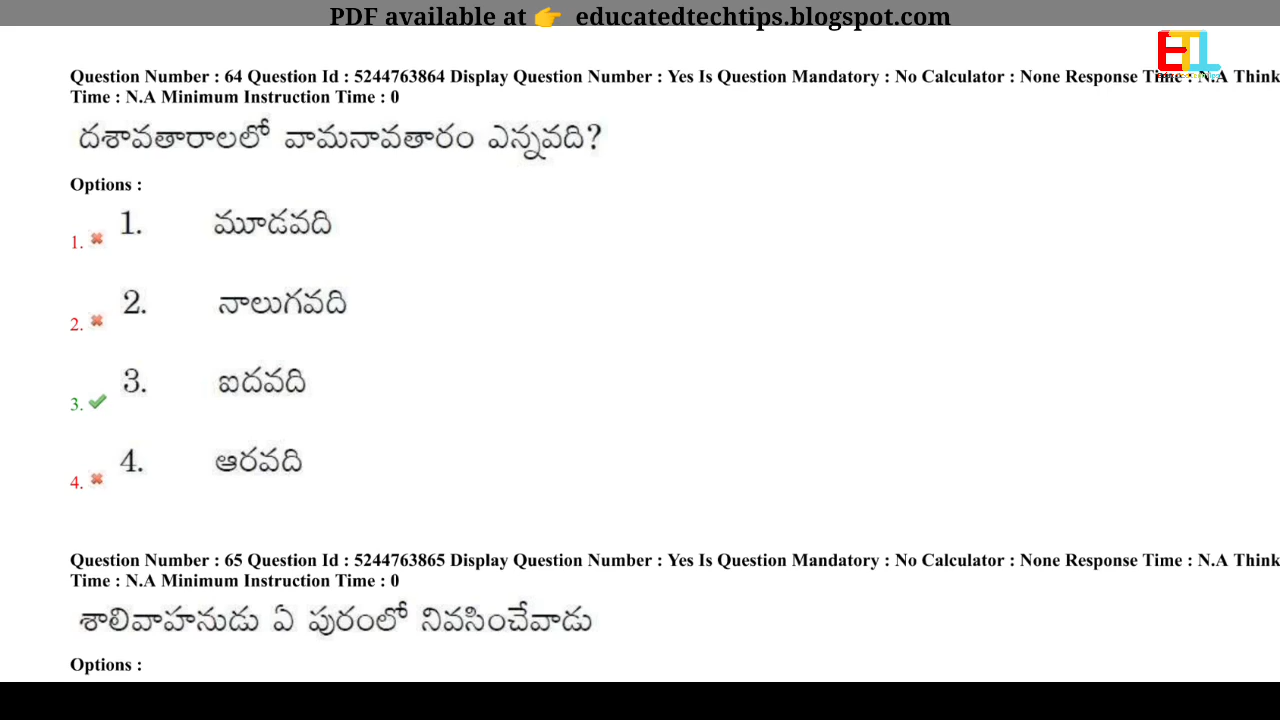 PDF available at 👉 educatedtechtips.blogspot.com
ETL
Question Number : 64 Question Id : 5244763864 Display Question Number : Yes Is Question Mandatory : No Calculator : None Response Time : N.A Think
Time : N.A Minimum Instruction Time : 0
దశావతారాలలో వామనావతారం ఎన్నవది?
Options :
1. మూడవది
1. ✖
2. నాలుగవది
2. ✖
3. ఐదవది
3. ✔
4. ఆరవది
4. ✖
Question Number : 65 Question Id : 5244763865 Display Question Number : Yes Is Question Mandatory : No Calculator : None Response Time : N.A Think
Time : N.A Minimum Instruction Time : 0
శాలివాహనుడు ఏ పురంలో నివసించేవాడు
Options :